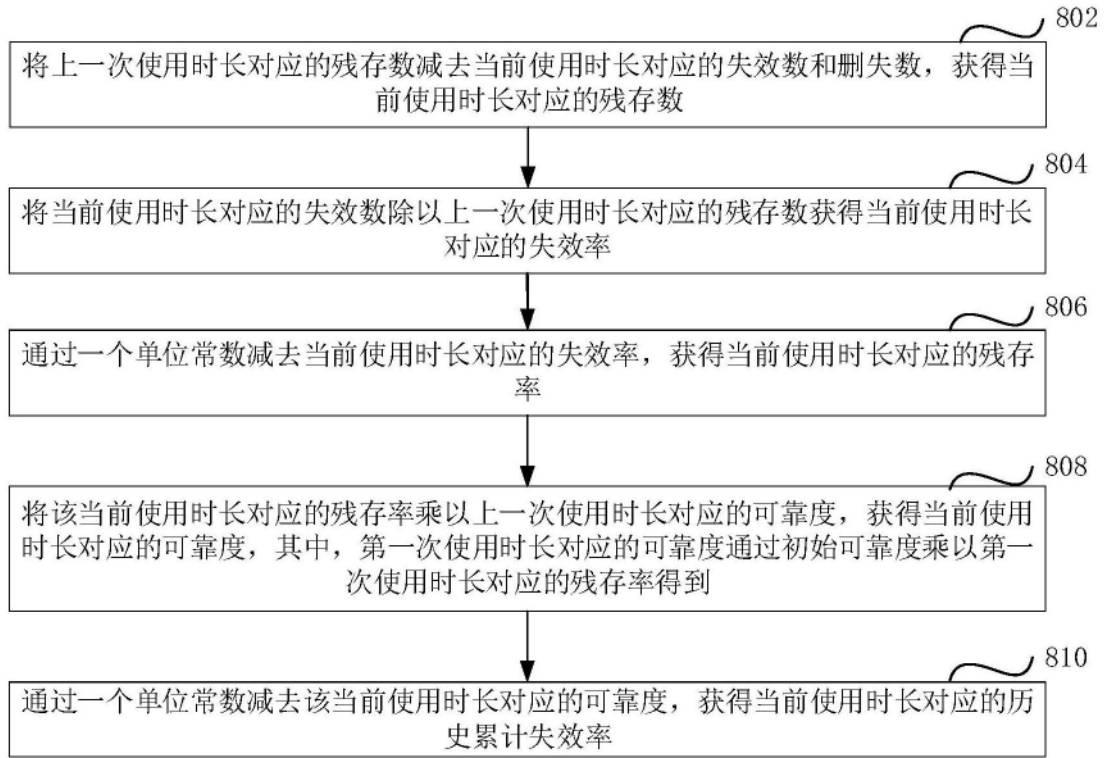 802
将上一次使用时长对应的残存数减去当前使用时长对应的失效数和删失数，获得当
前使用时长对应的残存数
804
将当前使用时长对应的失效数除以上一次使用时长对应的残存数获得当前使用时长
对应的失效率
806
通过一个单位常数减去当前使用时长对应的失效率，获得当前使用时长对应的残存
率
808
将该当前使用时长对应的残存率乘以上一次使用时长对应的可靠度，获得当前使用
时长对应的可靠度，其中，第一次使用时长对应的可靠度通过初始可靠度乘以第一
次使用时长对应的残存率得到
810
通过一个单位常数减去该当前使用时长对应的可靠度，获得当前使用时长对应的历
史累计失效率